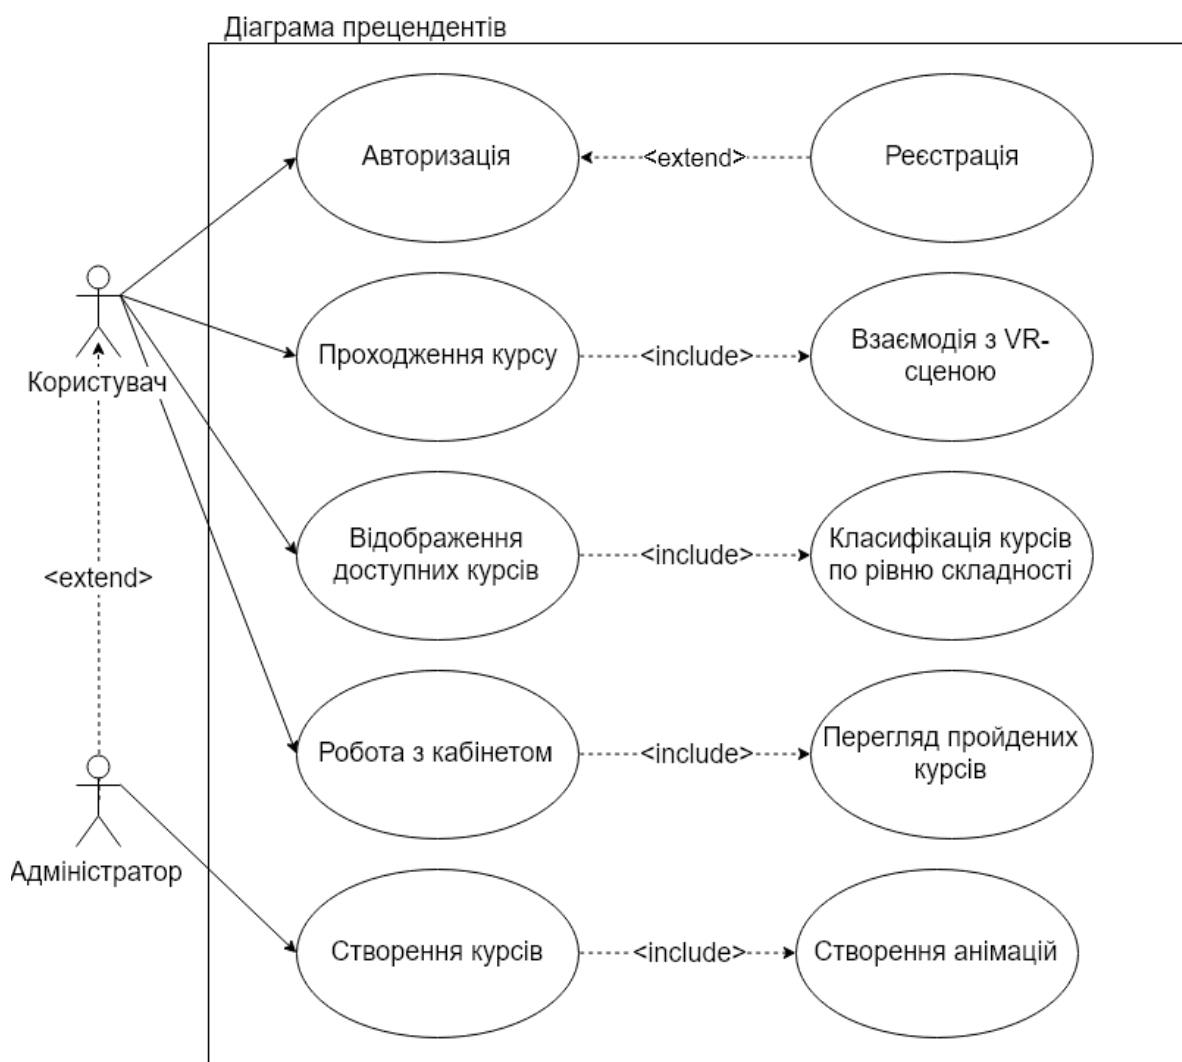 Діаграма прецендентів
Авторизація
<extend>
Реєстрація
Користувач
Проходження курсу
<include>
Взаємодія з VR-
сценою
Відображення
доступних курсів
<include>
Класифікація курсів
по рівню складності
<extend>
Робота з кабінетом
<include>
Перегляд пройдених
курсів
Адміністратор
Створення курсів
<include>
Створення анімацій